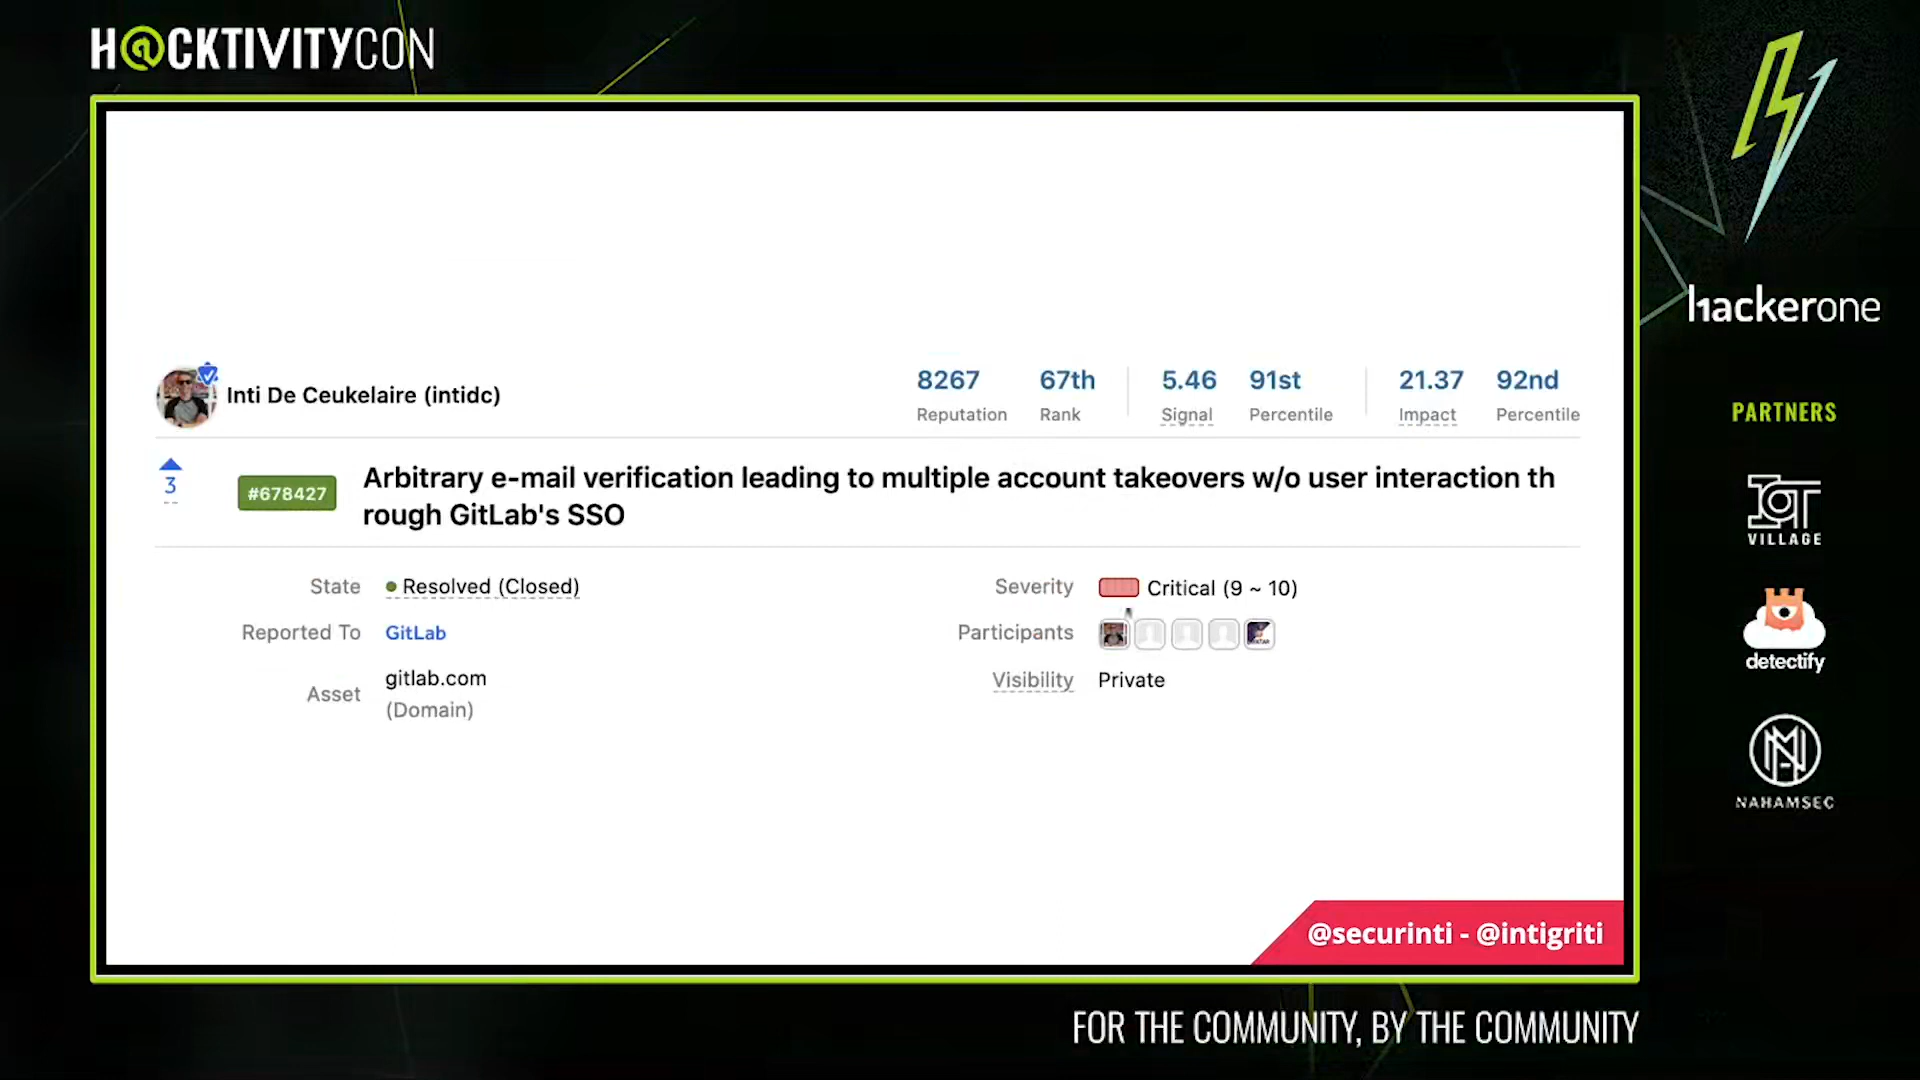 H@CKTIVITYCON
Inti De Ceukelaire (intidc)
8267 67th 5.46 91st 21.37 92nd
Reputation Rank Signal Percentile Impact Percentile
3
#678427
Arbitrary e-mail verification leading to multiple account takeovers w/o user interaction th
rough GitLab's SSO
State Resolved (Closed)
Severity Critical (9 ~ 10)
Reported To GitLab
Participants
Asset gitlab.com
(Domain)
Visibility Private
@securinti - @intigriti
hackerone
PARTNERS
IOT
VILLAGE
detectify
NAHAMSEC
FOR THE COMMUNITY, BY THE COMMUNITY